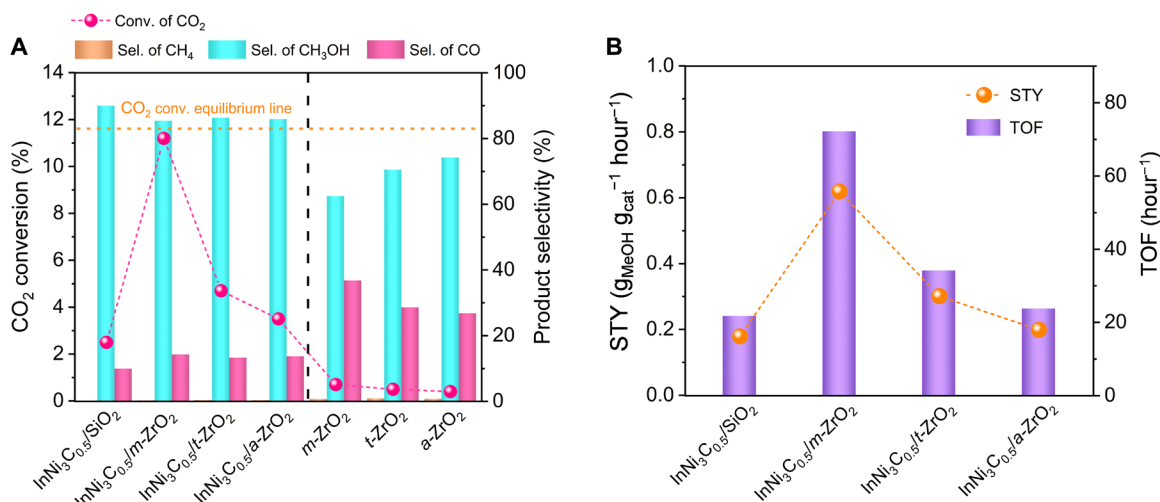 Conv. of CO₂
A
Sel. of CH₄ Sel. of CH₃OH Sel. of CO
CO₂ conv. equilibrium line
CO₂ conversion (%)
14
12
10
8
6
4
2
0
Product selectivity (%)
100
80
60
40
20
0
InNi₃C₀.₅/SiO₂
InNi₃C₀.₅/m-ZrO₂
InNi₃C₀.₅/t-ZrO₂
InNi₃C₀.₅/a-ZrO₂
m-ZrO₂
t-ZrO₂
a-ZrO₂
B
STY
TOF
STY (g_MeOH g_cat⁻¹ hour⁻¹)
1.0
0.8
0.6
0.4
0.2
0.0
TOF (hour⁻¹)
80
60
40
20
0
InNi₃C₀.₅/SiO₂
InNi₃C₀.₅/m-ZrO₂
InNi₃C₀.₅/t-ZrO₂
InNi₃C₀.₅/a-ZrO₂